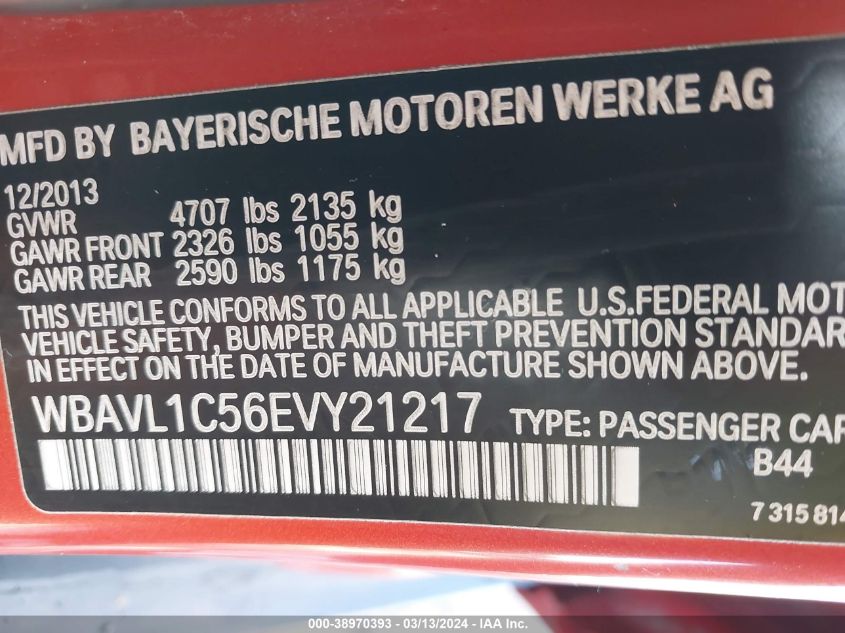 MFD BY BAYERISCHE MOTOREN WERKE AG
12/2013
GVWR 4707 lbs 2135 kg
GAWR FRONT 2326 lbs 1055 kg
GAWR REAR 2590 lbs 1175 kg
THIS VEHICLE CONFORMS TO ALL APPLICABLE U.S.FEDERAL MOT
VEHICLE SAFETY, BUMPER AND THEFT PREVENTION STANDAR
IN EFFECT ON THE DATE OF MANUFACTURE SHOWN ABOVE.
WBAVL1C56EVY21217 TYPE: PASSENGER CAR
B44
7 315 814
000-38970393 - 03/13/2024 - IAA Inc.